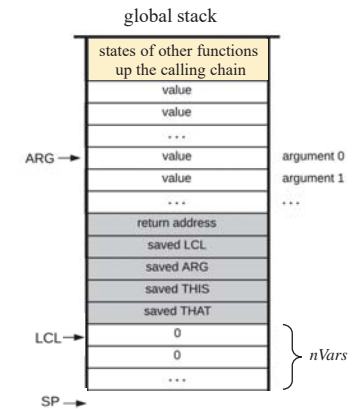 global stack
states of other functions
up the calling chain
value
value
...
ARG value argument 0
value argument 1
... ...
return address
saved LCL
saved ARG
saved THIS
saved THAT
LCL 0
0 nVars
...
SP